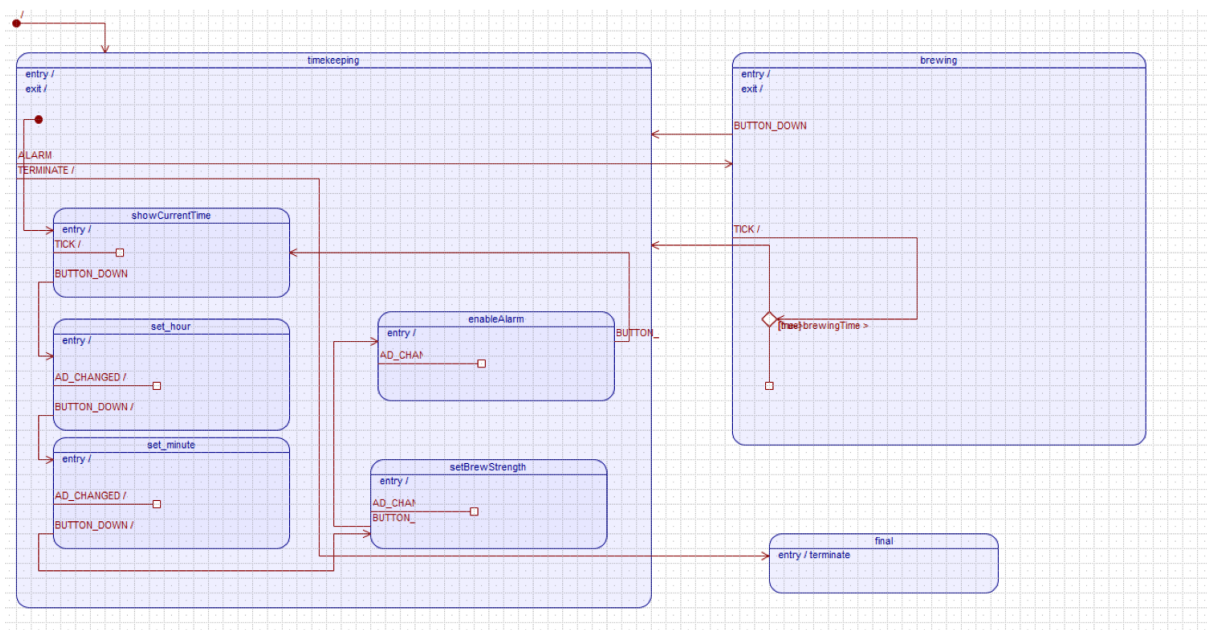 /
timekeeping
entry /
exit /
ALARM
TERMINATE /
showCurrentTime
entry /
TICK /
BUTTON_DOWN
set_hour
entry /
AD_CHANGED /
BUTTON_DOWN /
set_minute
entry /
AD_CHANGED /
BUTTON_DOWN /
enableAlarm
entry /
AD_CHAN
BUTTON_
setBrewStrength
entry /
AD_CHAN
BUTTON_
brewing
entry /
exit /
BUTTON_DOWN
TICK /
brewingTime >
final
entry / terminate